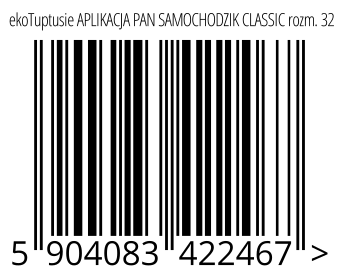 ekoTuptusie APLIKACJA PAN SAMOCHODZIK CLASSIC rozm. 32
5 904083 422467 >